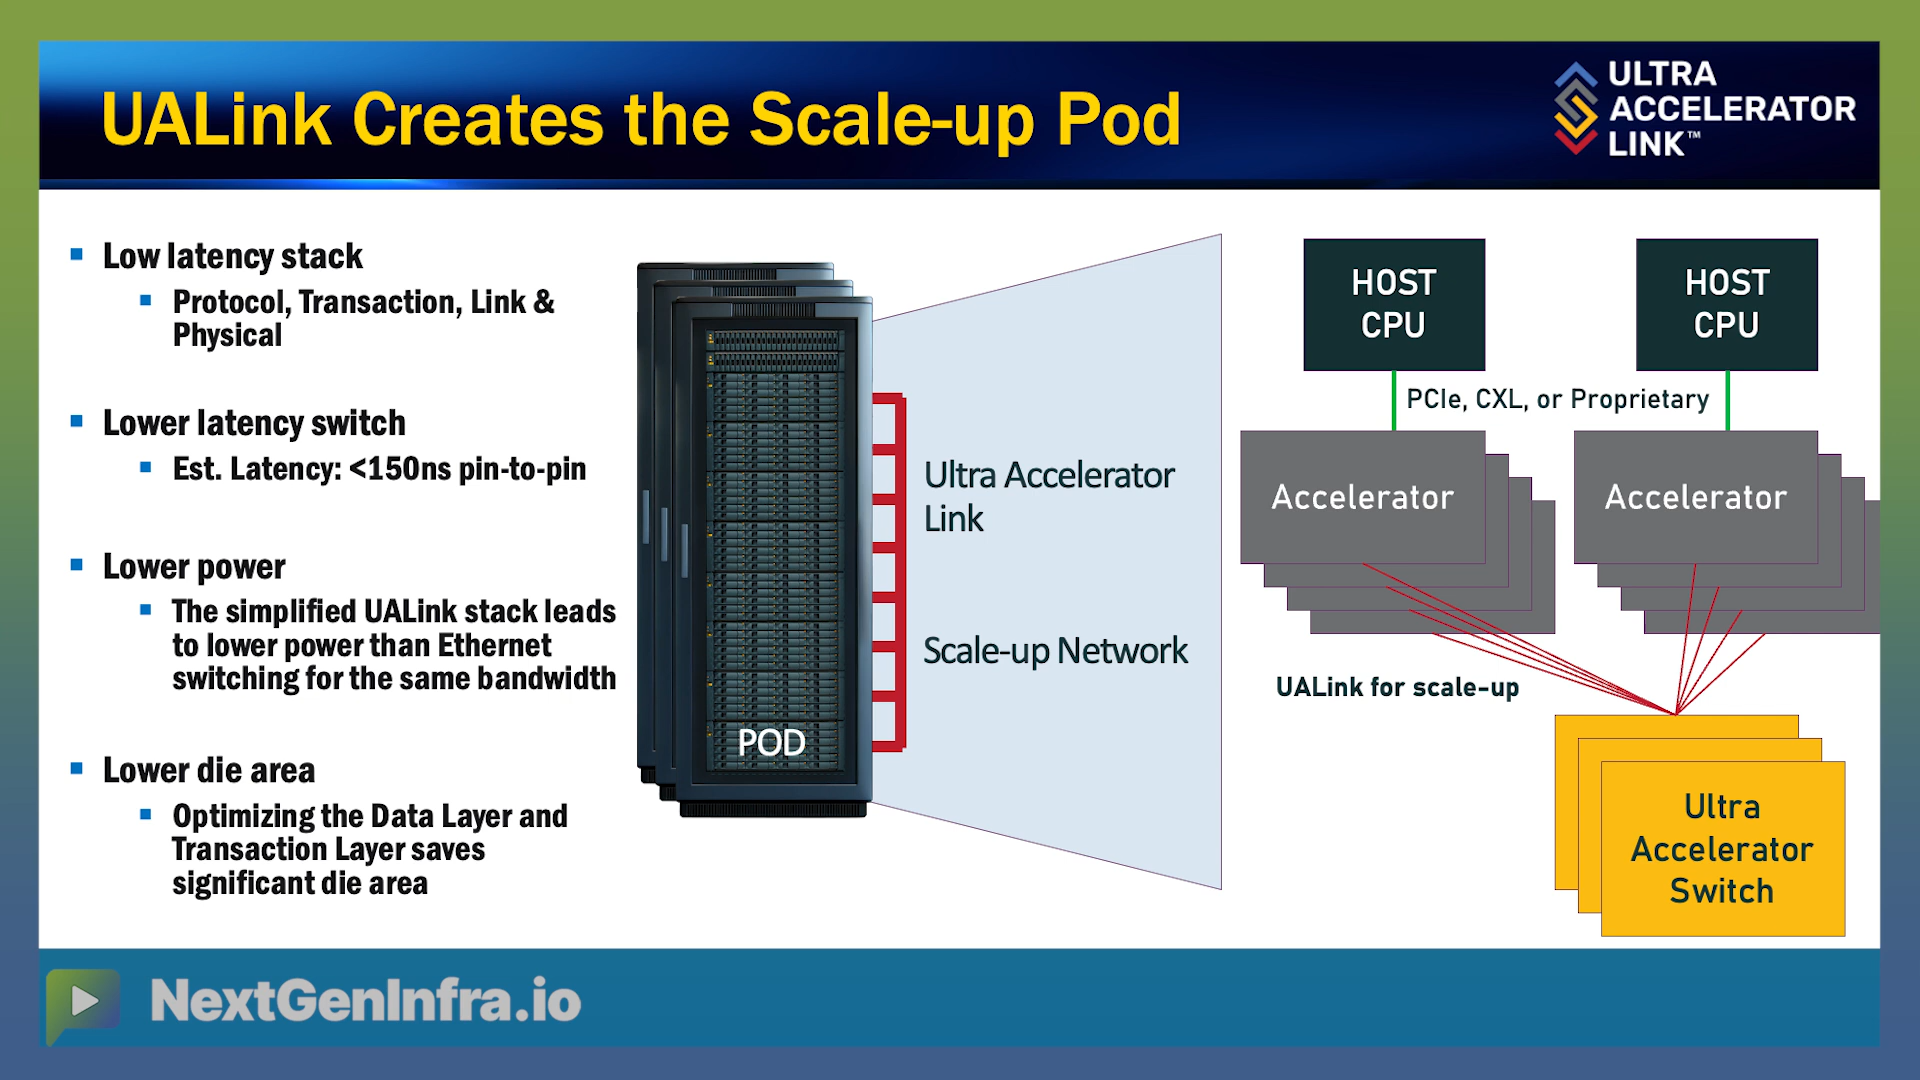 UALink Creates the Scale-up Pod
ULTRA
ACCELERATOR
LINK™
Low latency stack
Protocol, Transaction, Link &
Physical
Lower latency switch
Est. Latency: <150ns pin-to-pin
Lower power
The simplified UALink stack leads
to lower power than Ethernet
switching for the same bandwidth
Lower die area
Optimizing the Data Layer and
Transaction Layer saves
significant die area
POD
Ultra Accelerator
Link
Scale-up Network
HOST
CPU
HOST
CPU
PCIe, CXL, or Proprietary
Accelerator
Accelerator
UALink for scale-up
Ultra
Accelerator
Switch
NextGenInfra.io